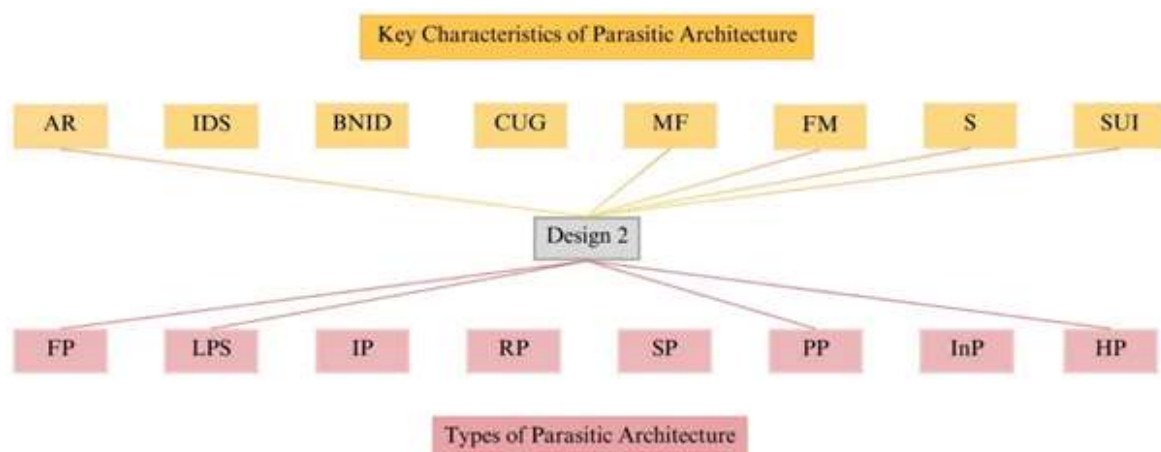 Key Characteristics of Parasitic Architecture
AR IDS BNID CUG MF FM S SUI
Design 2
FP LPS IP RP SP PP InP HP
Types of Parasitic Architecture